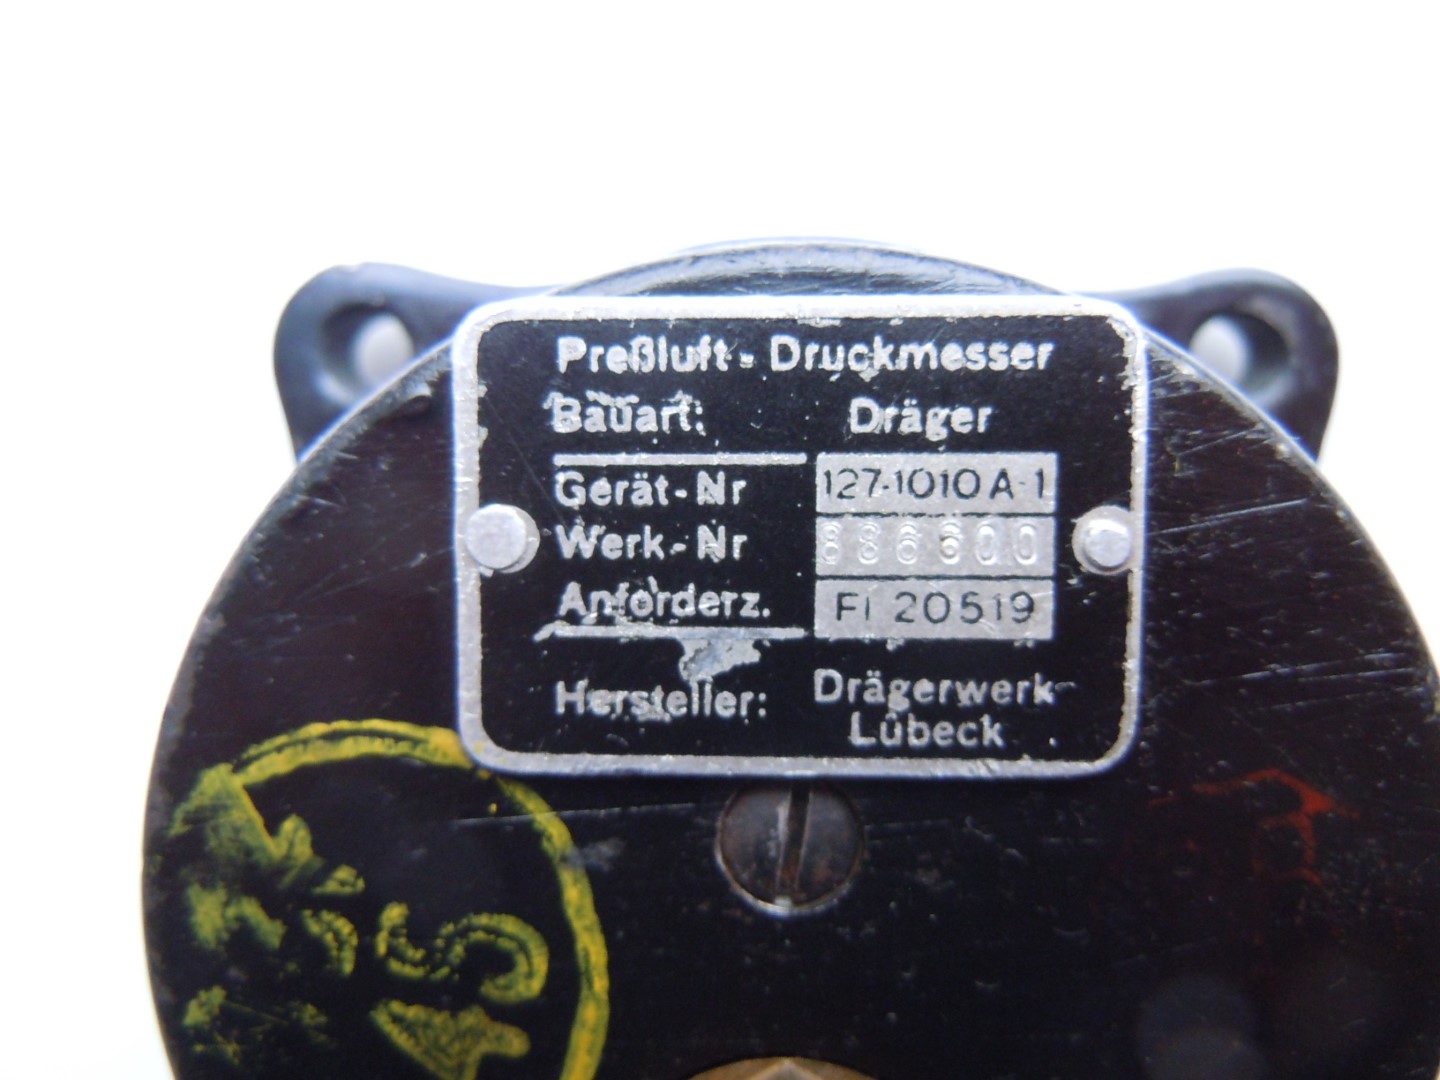 Preßluft - Druckmesser
Bauart: Dräger
Gerät-Nr 127-1010 A-1
Werk-Nr 886600
Anforderz. Fl 20519
Hersteller: Drägerwerk
Lübeck